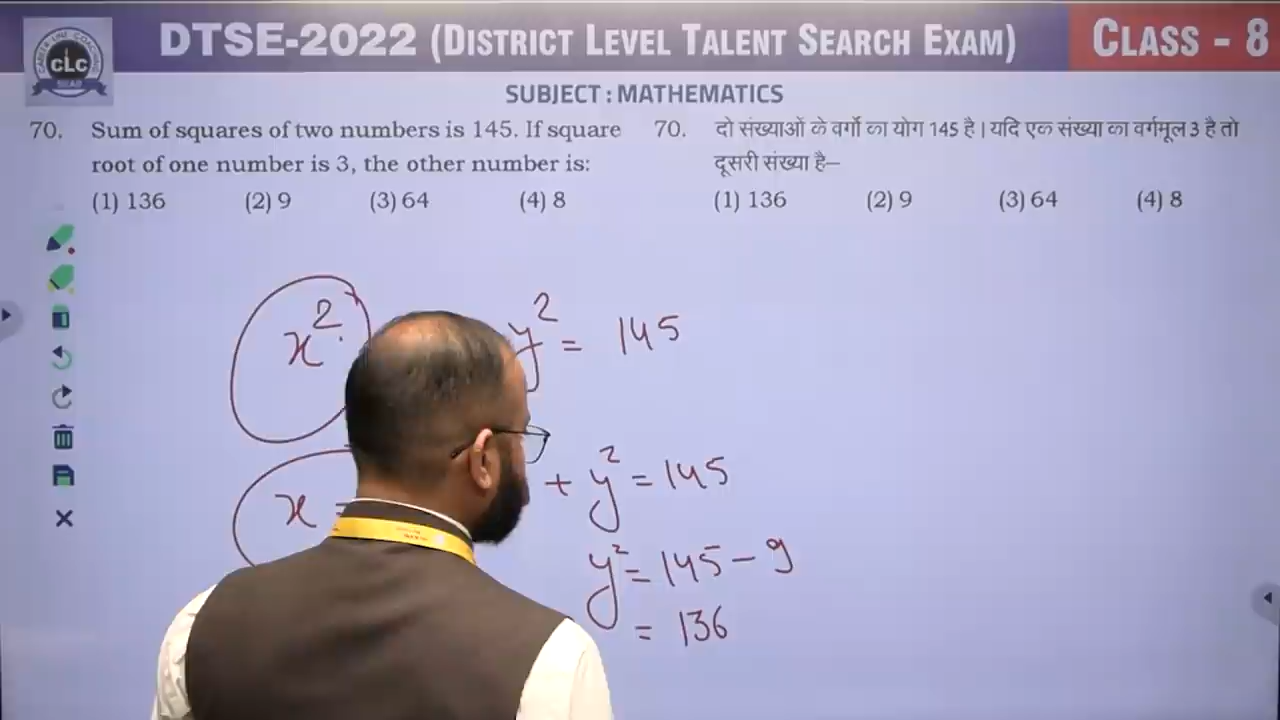 DTSE-2022 (DISTRICT LEVEL TALENT SEARCH EXAM)
CLASS - 8
CLC
SUBJECT : MATHEMATICS
70. Sum of squares of two numbers is 145. If square
root of one number is 3, the other number is:
(1) 136 (2) 9 (3) 64 (4) 8
70. दो संख्याओं के वर्गों का योग 145 है। यदि एक संख्या का वर्गमूल 3 है तो
दूसरी संख्या है–
(1) 136 (2) 9 (3) 64 (4) 8
x² y² = 145
x = + y² = 145
y² = 145 – 9
= 136